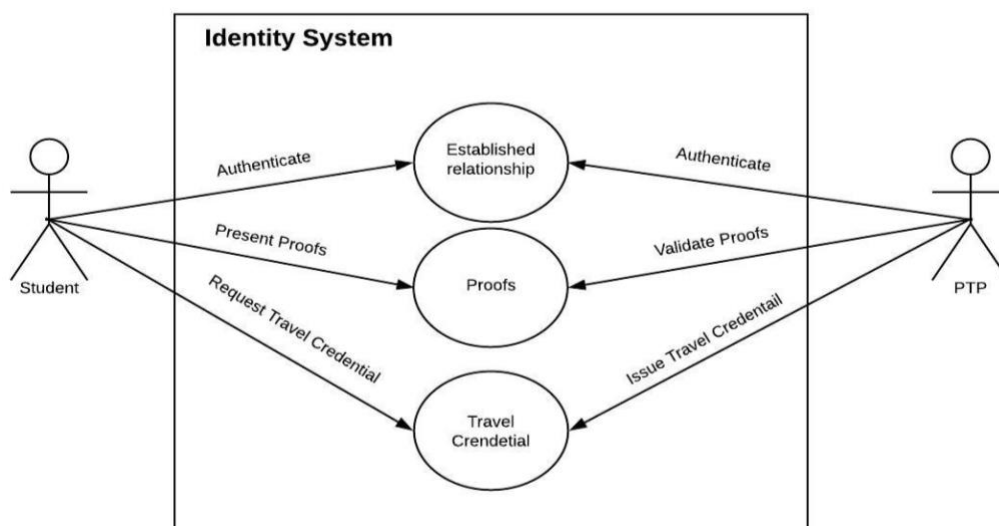 Identity System
Established
relationship
Authenticate
Authenticate
Present Proofs
Validate Proofs
Proofs
Student
PTP
Request Travel Credential
Issue Travel Credentail
Travel
Crendetial